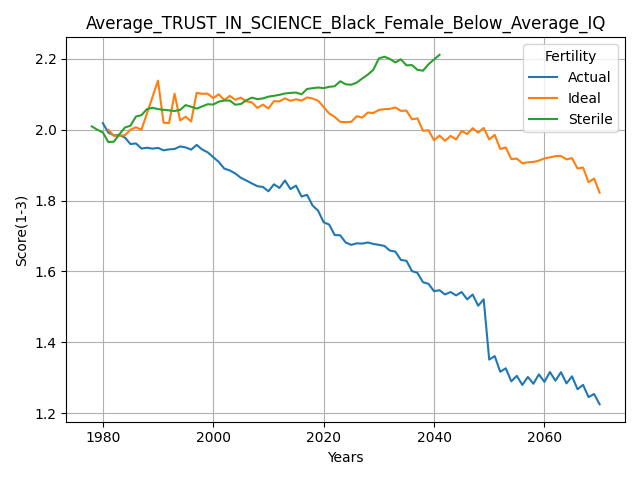 Average_TRUST_IN_SCIENCE_Black_Female_Below_Average_IQ
Fertility
Actual
Ideal
Sterile
Score(1-3)
2.2
2.0
1.8
1.6
1.4
1.2
1980
2000
2020
2040
2060
Years